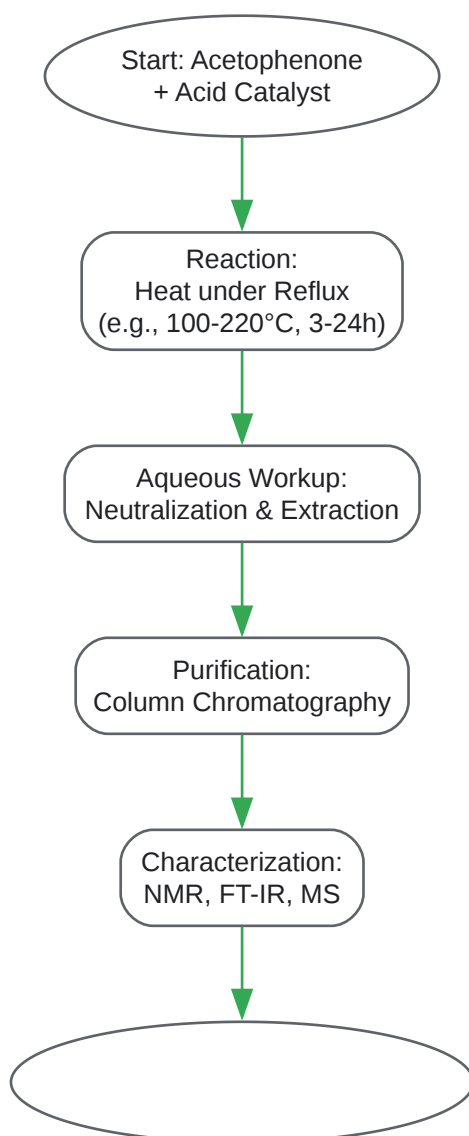 Start: Acetophenone
+ Acid Catalyst
Reaction:
Heat under Reflux
(e.g., 100-220°C, 3-24h)
Aqueous Workup:
Neutralization & Extraction
Purification:
Column Chromatography
Characterization:
NMR, FT-IR, MS